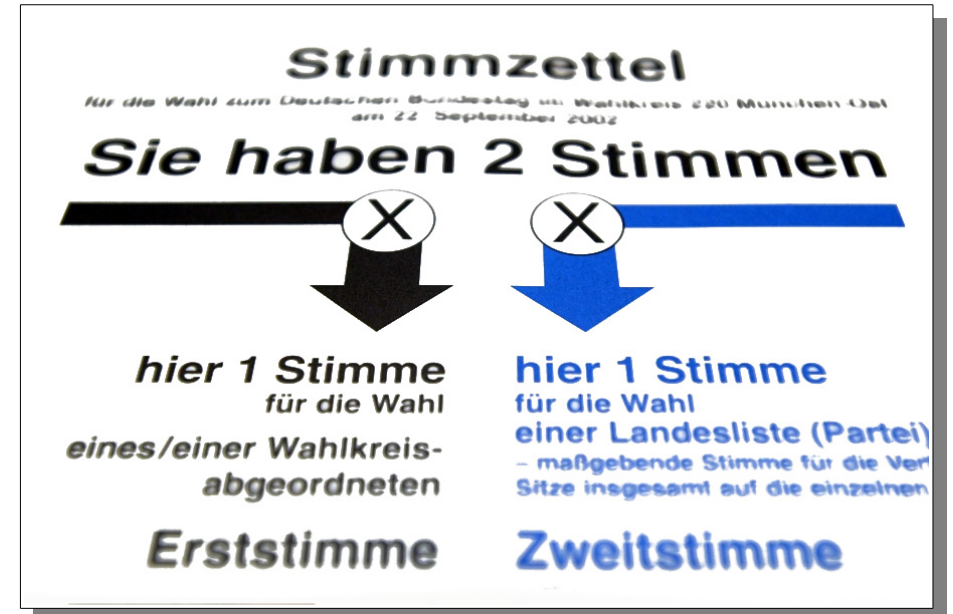 Stimmzettel
für die Wahl zum Deutschen Bundestag im Wahlkreis 220 München-Ost
am 22. September 2002
Sie haben 2 Stimmen
X X
hier 1 Stimme
für die Wahl
eines/einer Wahlkreis-
abgeordneten
Erststimme
hier 1 Stimme
für die Wahl
einer Landesliste (Partei)
– maßgebende Stimme für die Ver
Sitze insgesamt auf die einzelnen
Zweitstimme